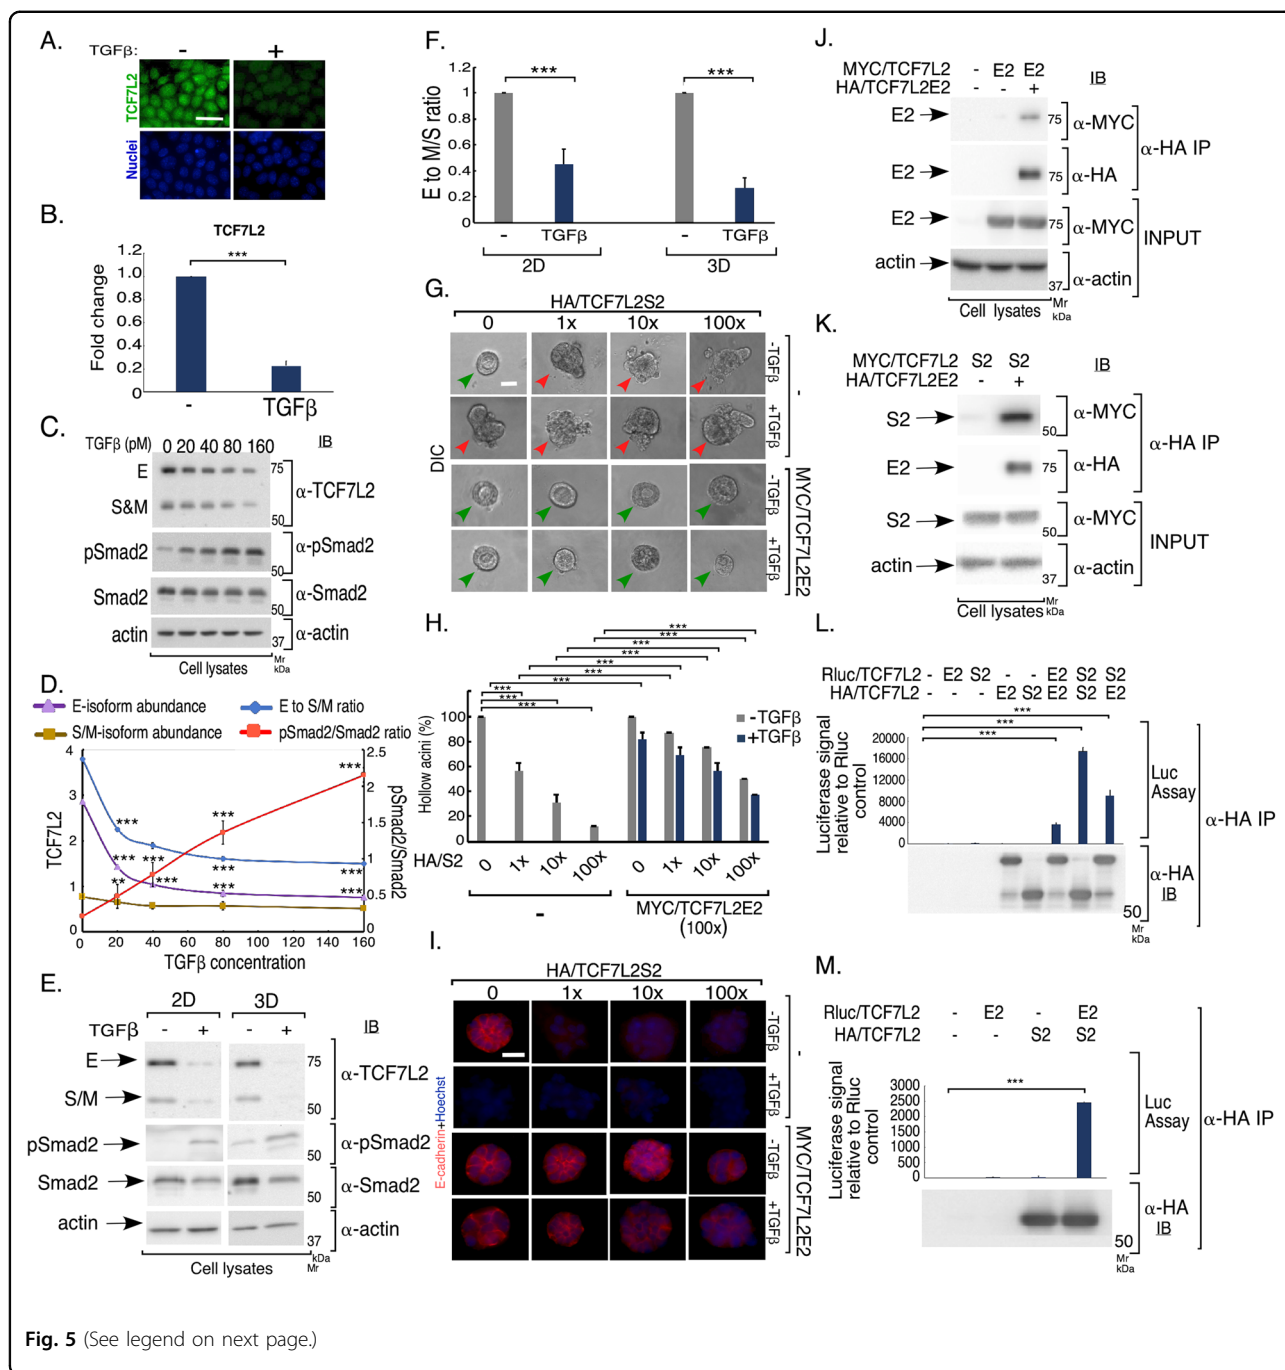 A.
TGFβ: - +
TCF7L2
Nuclei
B.
TCF7L2
1.2
1.0
0.8
0.6
0.4
0.2
0
Fold change
***
- TGFβ
C.
TGFβ (pM) 0 20 40 80 160 IB
E
S&M
75
50
α-TCF7L2
pSmad2
50
α-pSmad2
Smad2
50
α-Smad2
actin
37
α-actin
Cell lysates
Mr
kDa
D.
E-isoform abundance
E to S/M ratio
S/M-isoform abundance
pSmad2/Smad2 ratio
4
3
2
1
0
TCF7L2
2.5
2
1.5
1
0.5
0
pSmad2/Smad2
*** *** *** ** *** *** *** *** *** ***
0 20 40 60 80 100 120 140 160
TGFβ concentration
E.
2D 3D
TGFβ - + - + IB
E
S/M
75
50
α-TCF7L2
pSmad2
50
α-pSmad2
Smad2
50
α-Smad2
actin
37
α-actin
Cell lysates
kDa
Mr
F.
1.2
1
0.8
0.6
0.4
0.2
0
E to M/S ratio
*** ***
- TGFβ - TGFβ
2D 3D
G.
HA/TCF7L2S2
0 1x 10x 100x
DIC
-TGFβ
+TGFβ
-
-TGFβ
+TGFβ
MYC/TCF7L2E2
H.
***
***
***
***
***
***
***
***
***
***
100
80
60
40
20
0
Hollow acini (%)
-TGFβ
+TGFβ
HA/S2 0 1x 10x 100x 0 1x 10x 100x
- MYC/TCF7L2E2
(100x)
I.
HA/TCF7L2S2
0 1x 10x 100x
E-cadherin+Hoechst
-TGFβ
+TGFβ
-
-TGFβ
+TGFβ
MYC/TCF7L2E2
J.
MYC/TCF7L2 - E2 E2 IB
HA/TCF7L2E2 - - +
E2 75 α-MYC
E2 75 α-HA
α-HA IP
E2 75 α-MYC
actin 37 α-actin
INPUT
Cell lysates
Mr
kDa
K.
MYC/TCF7L2 S2 S2 IB
HA/TCF7L2E2 - +
S2 50 α-MYC
E2 75 α-HA
α-HA IP
S2 50 α-MYC
actin 37 α-actin
INPUT
Cell lysates
Mr
kDa
L.
Rluc/TCF7L2 - E2 S2 - - E2 S2 S2
HA/TCF7L2 - - - E2 S2 E2 S2 E2
***
***
***
20000
16000
12000
8000
4000
0
Luciferase signal
relative to Rluc
control
Luc
Assay
α-HA IP
α-HA
IB
50
Mr
kDa
M.
Rluc/TCF7L2 - E2 - E2
HA/TCF7L2 - - S2 S2
***
3000
2500
2000
1500
1000
500
0
Luciferase signal
relative to Rluc
control
Luc
Assay
α-HA IP
α-HA
IB
50
Mr
kDa
Fig. 5 (See legend on next page.)